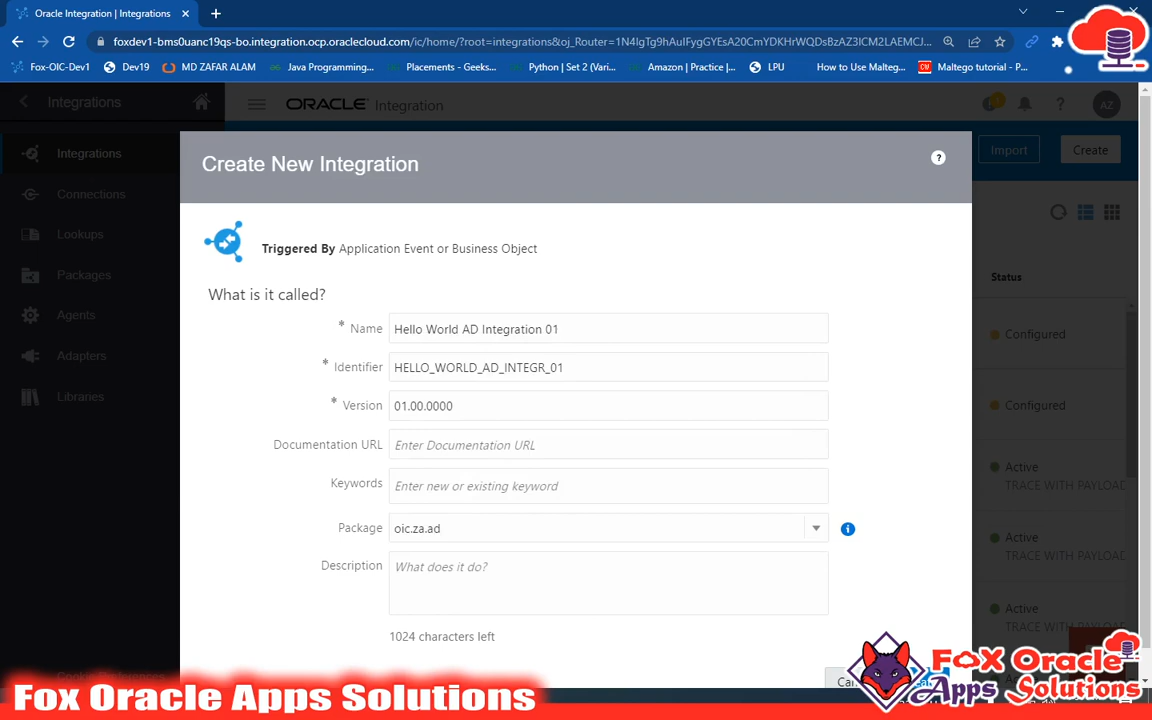 Oracle Integration | Integrations
foxdev1-bms0uanc19qs-bo.integration.ocp.oraclecloud.com/ic/home/?root=integrations&oj_Router=1N4IgTg9hAuIFygGYEsA20CmYDKHrWQDsBzAZ3ICM2LAEMCJ...
Fox-OIC-Dev1
Dev19
MD ZAFAR ALAM
Java Programming...
Placements - Geeks...
Python | Set 2 (Vari...
Amazon | Practice |...
LPU
How to Use Malteg...
Maltego tutorial - P...
Integrations
ORACLE Integration
AZ
Integrations
Connections
Lookups
Packages
Agents
Adapters
Libraries
Import
Create
Create New Integration
Triggered By Application Event or Business Object
What is it called?
* Name Hello World AD Integration 01
* Identifier HELLO_WORLD_AD_INTEGR_01
* Version 01.00.0000
Documentation URL Enter Documentation URL
Keywords Enter new or existing keyword
Package oic.za.ad
Description What does it do?
1024 characters left
Status
Configured
Configured
Active
TRACE WITH PAYLOAD
Active
TRACE WITH PAYLOAD
Active
Fox Oracle Apps Solutions
Fox Oracle
Apps Solutions